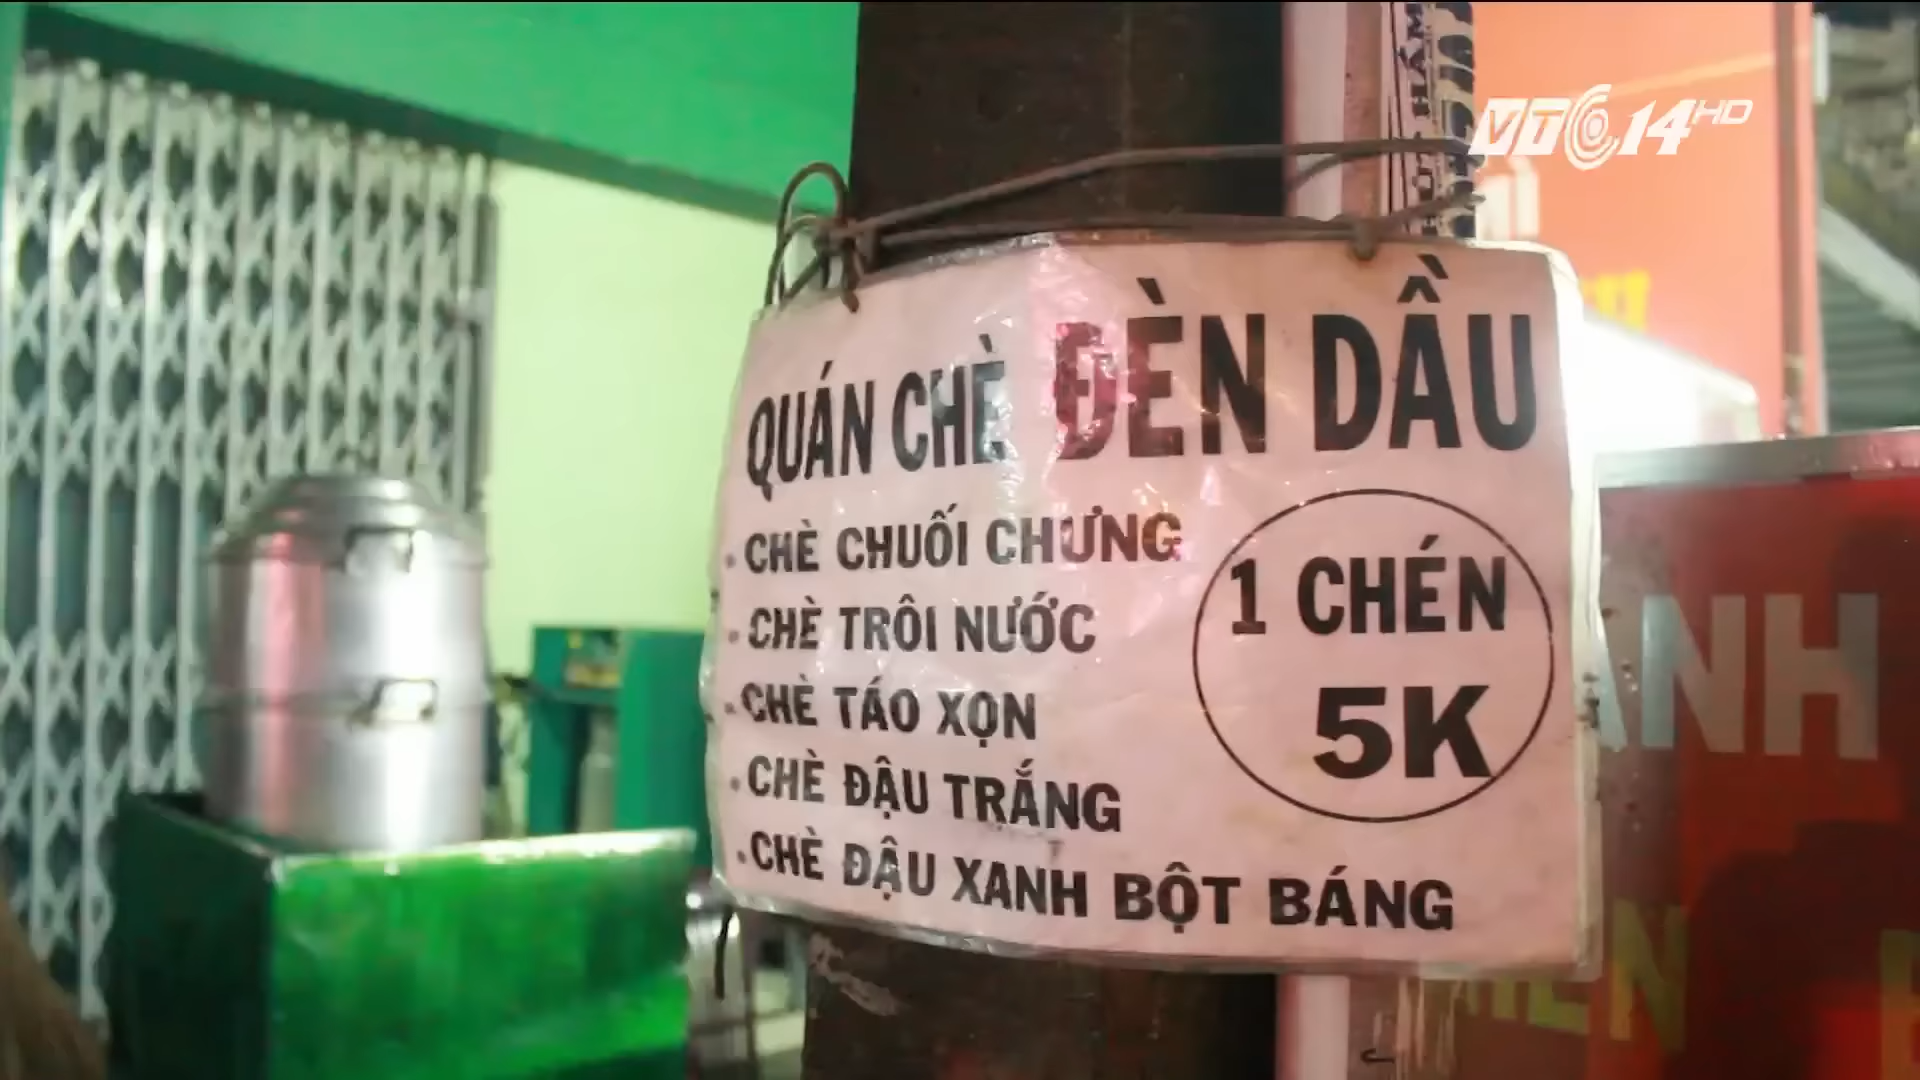 VTC14 HD
QUÁN CHÈ ĐÈN DẦU
• CHÈ CHUỐI CHƯNG
• CHÈ TRÔI NƯỚC
• CHÈ TÁO XỌN
• CHÈ ĐẬU TRẮNG
• CHÈ ĐẬU XANH BỘT BÁNG
1 CHÉN
5K